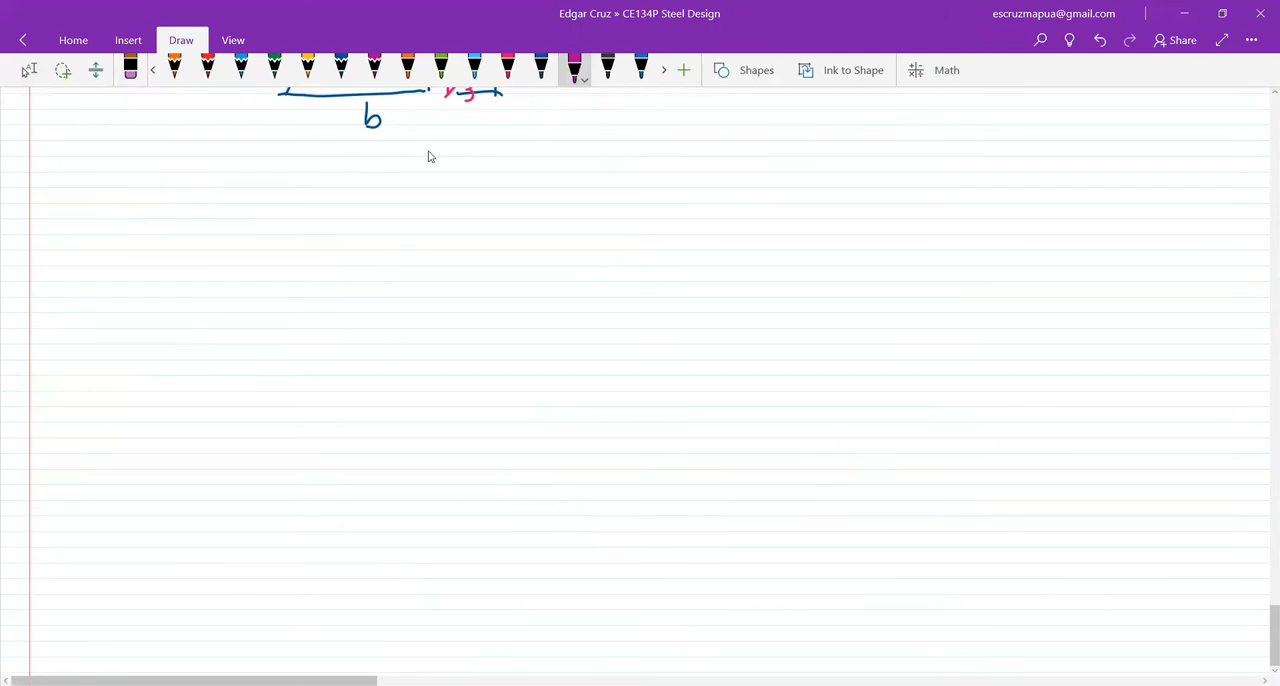 Edgar Cruz » CE134P Steel Design
escruzmapua@gmail.com
Home Insert Draw View
Share
Shapes Ink to Shape Math
b